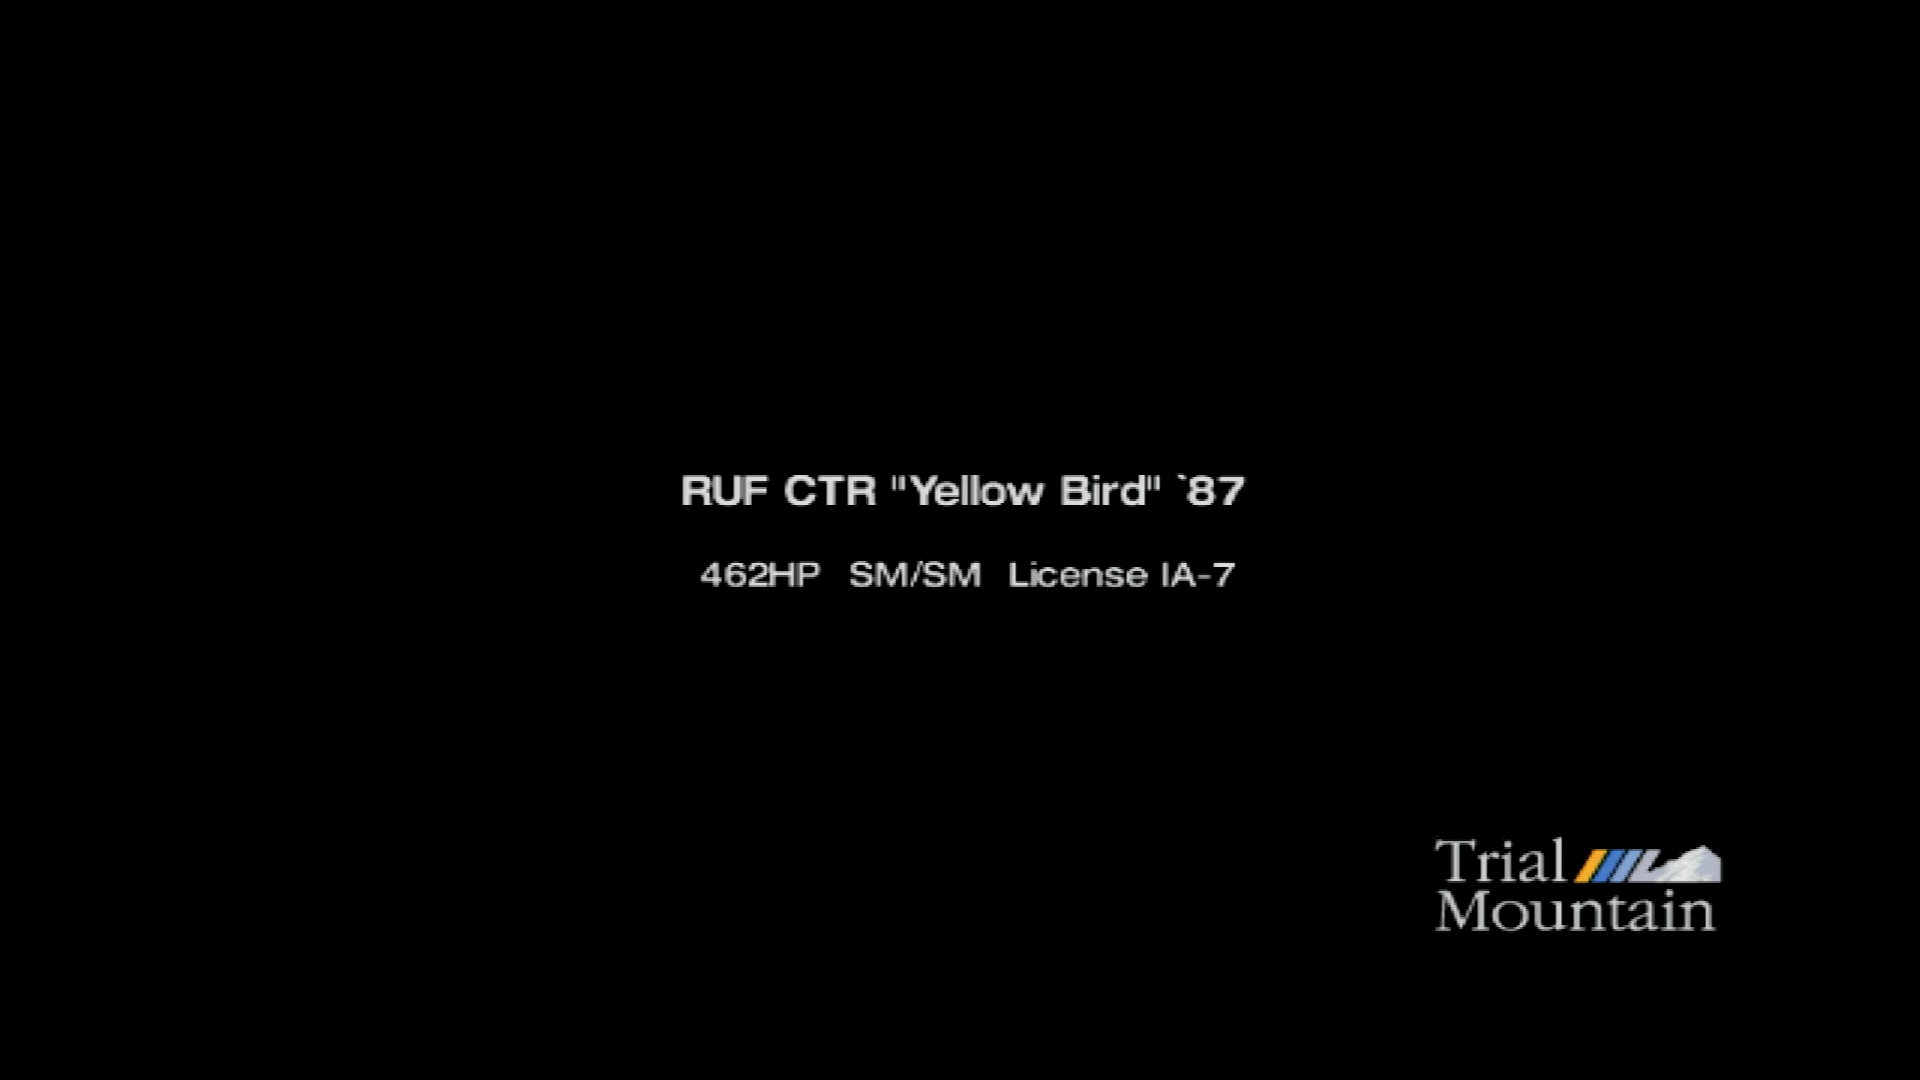 RUF CTR "Yellow Bird" `87
462HP SM/SM License IA-7
Trial
Mountain